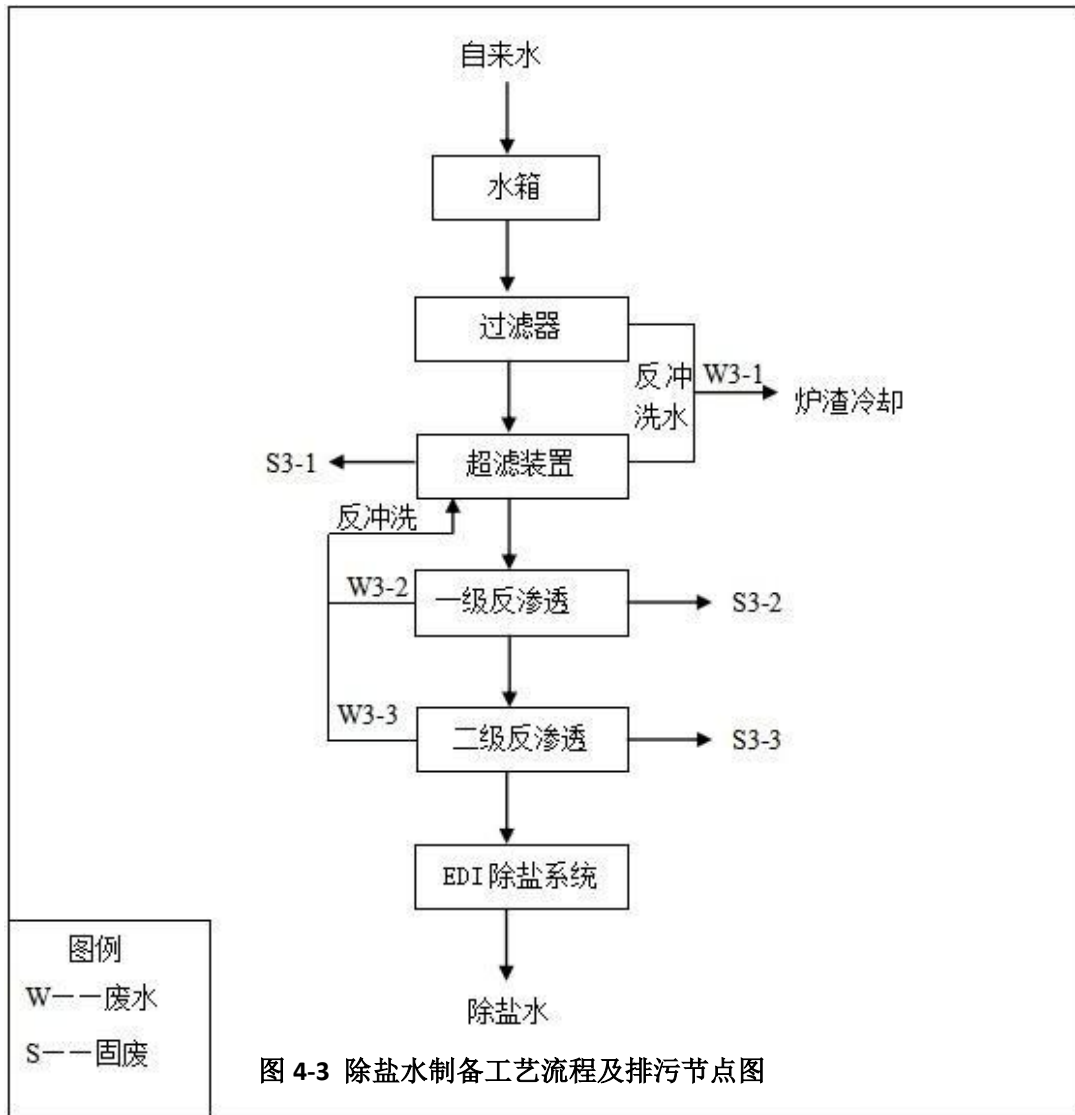 自来水
水箱
过滤器
反冲
洗水
W3-1
炉渣冷却
S3-1
超滤装置
反冲洗
W3-2
一级反渗透
S3-2
W3-3
二级反渗透
S3-3
EDI除盐系统
除盐水
图例
W——废水
S——固废
图 4-3 除盐水制备工艺流程及排污节点图